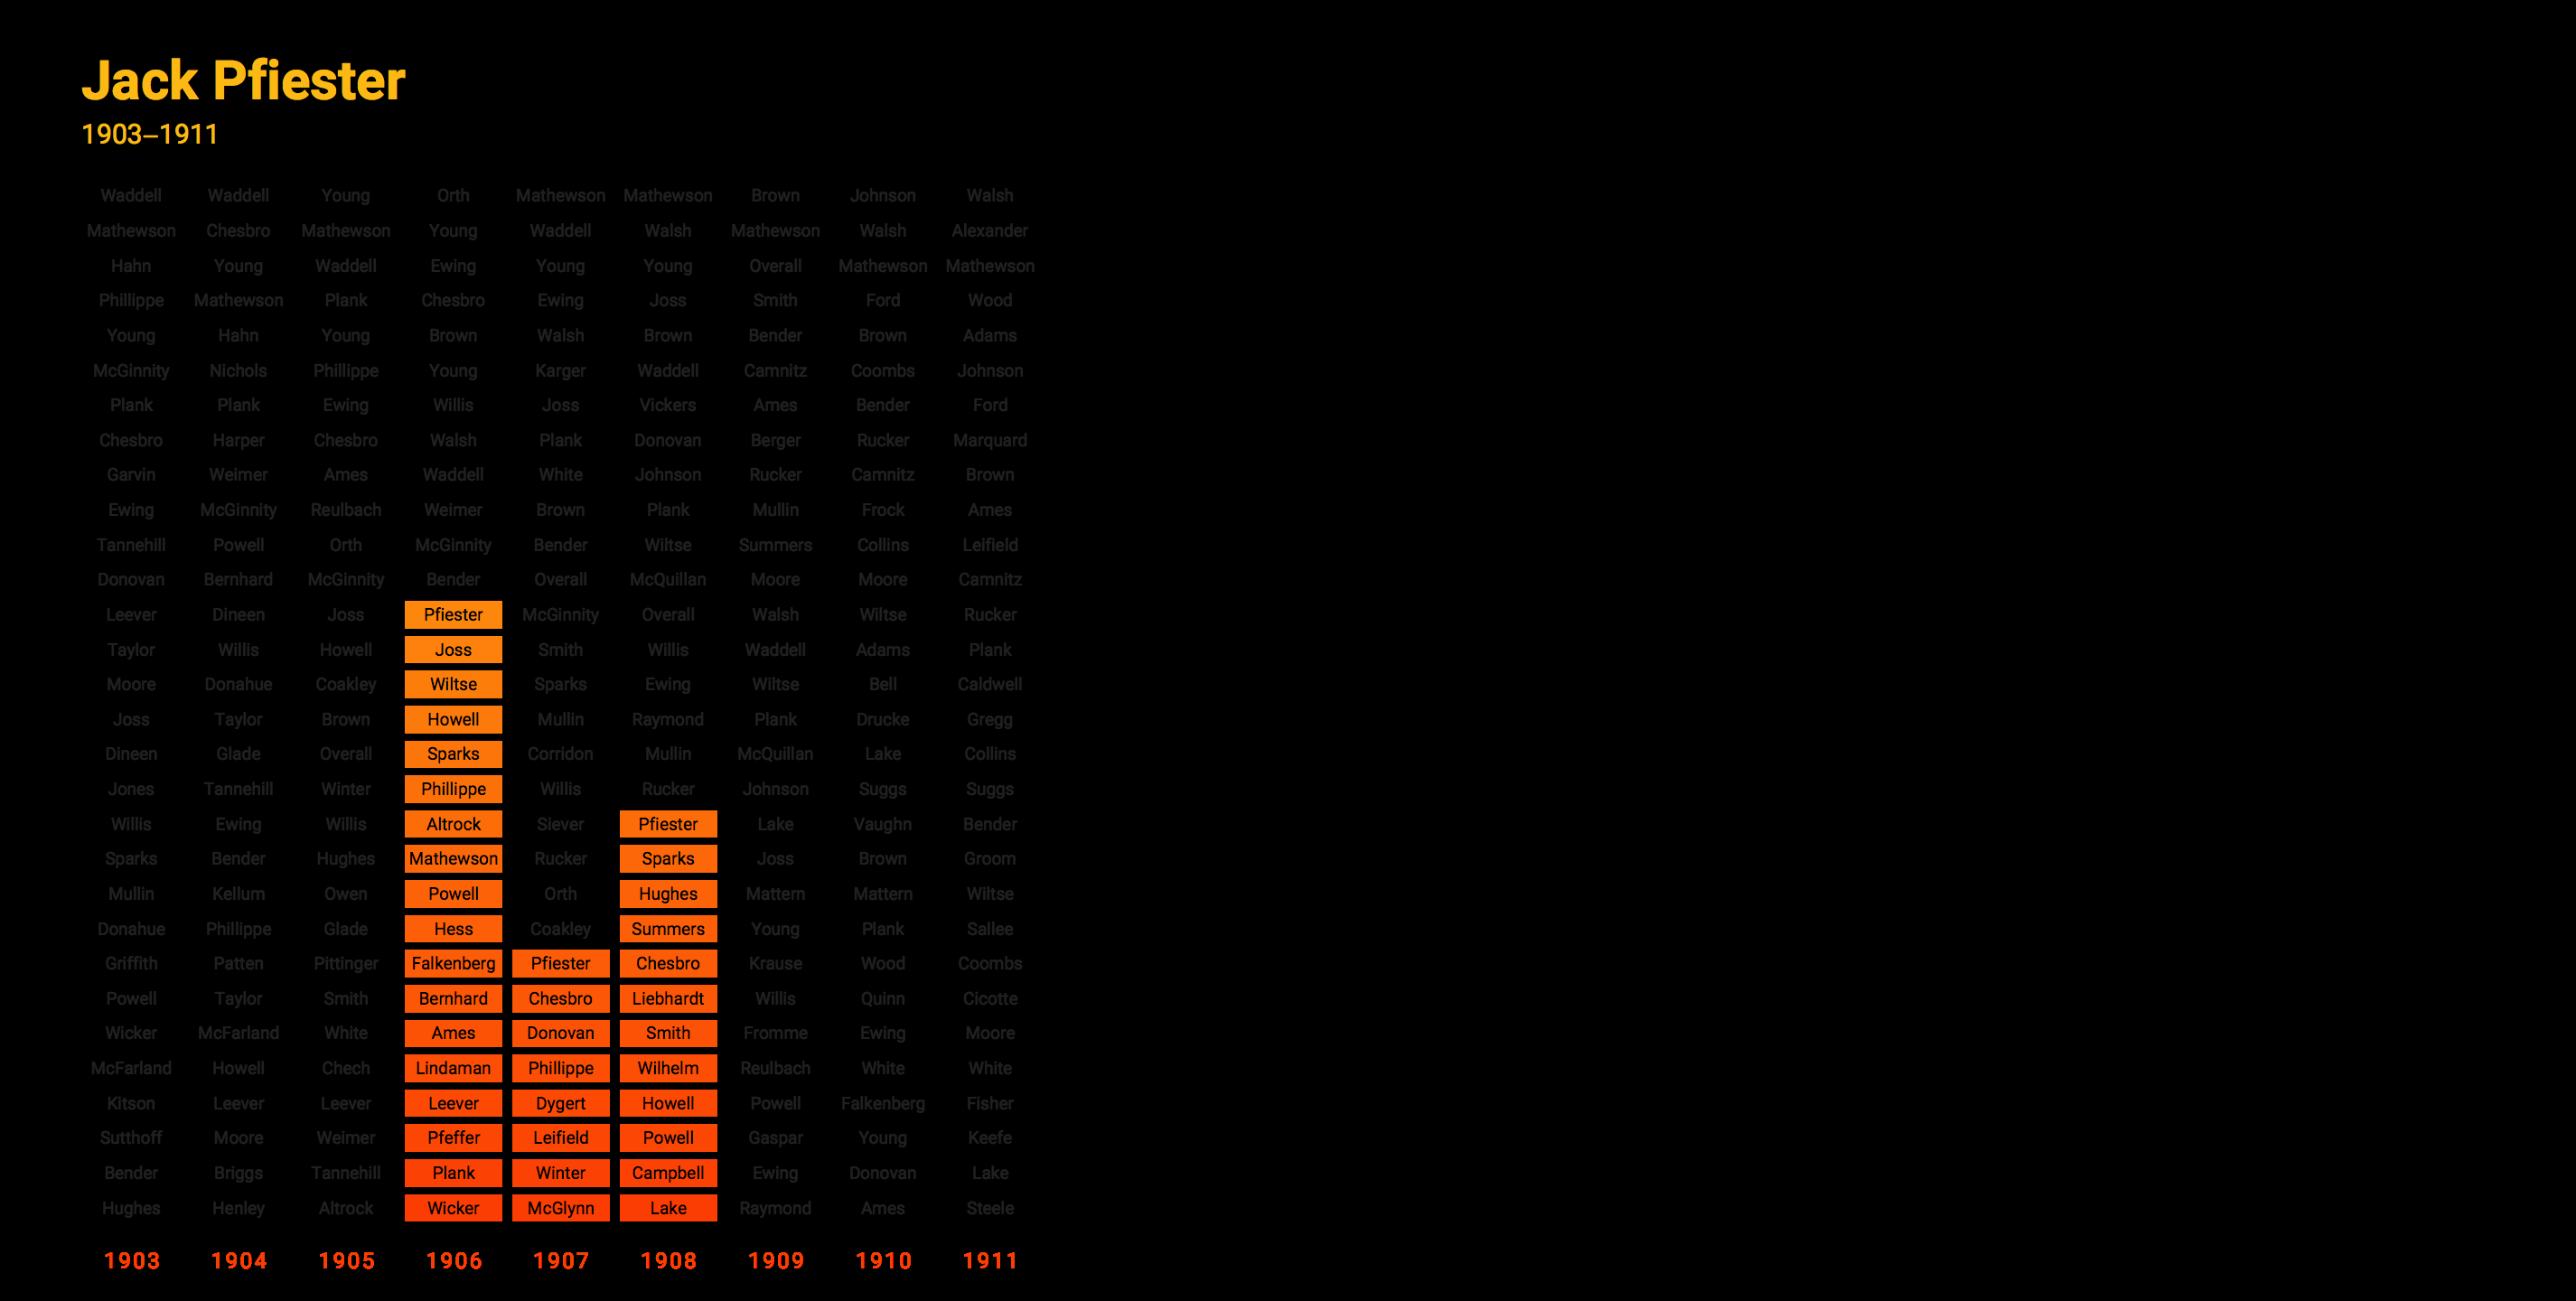 Jack Pfiester
1903–1911
Waddell Waddell Young Orth Mathewson Mathewson Brown Johnson Walsh
Mathewson Chesbro Mathewson Young Waddell Walsh Mathewson Walsh Alexander
Hahn Young Waddell Ewing Young Young Overall Mathewson Mathewson
Phillippe Mathewson Plank Chesbro Ewing Joss Smith Ford Wood
Young Hahn Young Brown Walsh Brown Bender Brown Adams
McGinnity Nichols Phillippe Young Karger Waddell Camnitz Coombs Johnson
Plank Plank Ewing Willis Joss Vickers Ames Bender Ford
Chesbro Harper Chesbro Walsh Plank Donovan Berger Rucker Marquard
Garvin Weimer Ames Waddell White Johnson Rucker Camnitz Brown
Ewing McGinnity Reulbach Weimer Brown Plank Mullin Frock Ames
Tannehill Powell Orth McGinnity Bender Wiltse Summers Collins Leifield
Donovan Bernhard McGinnity Bender Overall McQuillan Moore Moore Camnitz
Leever Dineen Joss Pfiester McGinnity Overall Walsh Wiltse Rucker
Taylor Willis Howell Joss Smith Willis Waddell Adams Plank
Moore Donahue Coakley Wiltse Sparks Ewing Wiltse Bell Caldwell
Joss Taylor Brown Howell Mullin Raymond Plank Drucke Gregg
Dineen Glade Overall Sparks Corridon Mullin McQuillan Lake Collins
Jones Tannehill Winter Phillippe Willis Rucker Johnson Suggs Suggs
Willis Ewing Willis Altrock Siever Pfiester Lake Vaughn Bender
Sparks Bender Hughes Mathewson Rucker Sparks Joss Brown Groom
Mullin Kellum Owen Powell Orth Hughes Mattern Mattern Wiltse
Donahue Phillippe Glade Hess Coakley Summers Young Plank Sallee
Griffith Patten Pittinger Falkenberg Pfiester Chesbro Krause Wood Coombs
Powell Taylor Smith Bernhard Chesbro Liebhardt Willis Quinn Cicotte
Wicker McFarland White Ames Donovan Smith Fromme Ewing Moore
McFarland Howell Chech Lindaman Phillippe Wilhelm Reulbach White White
Kitson Leever Leever Leever Dygert Howell Powell Falkenberg Fisher
Sutthoff Moore Weimer Pfeffer Leifield Powell Gaspar Young Keefe
Bender Briggs Tannehill Plank Winter Campbell Ewing Donovan Lake
Hughes Henley Altrock Wicker McGlynn Lake Raymond Ames Steele
1903 1904 1905 1906 1907 1908 1909 1910 1911